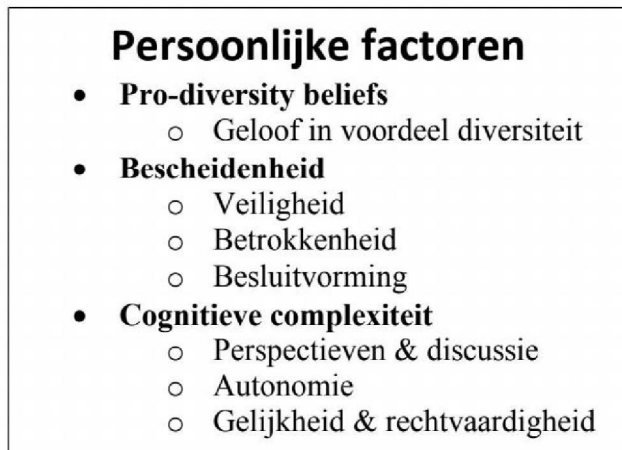 Persoonlijke factoren
• Pro-diversity beliefs
o Geloof in voordeel diversiteit
• Bescheidenheid
o Veiligheid
o Betrokkenheid
o Besluitvorming
• Cognitieve complexiteit
o Perspectieven & discussie
o Autonomie
o Gelijkheid & rechtvaardigheid